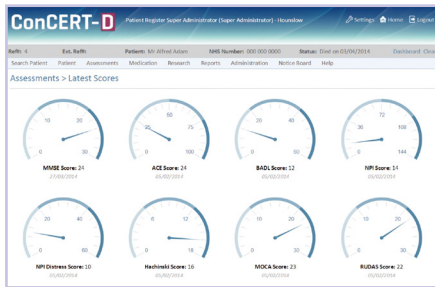 ConCERT-D Patient Register Super Administrator (Super Administrator) - Hounslow Settings Home Logout
Ref#: 4 Ext. Ref#: Patient: Mr Alfred Adam NHS Number: 000 000 0000 Status: Died on 03/06/2014 Dashboard Clear
Search Patient Patient Assessments Medication Research Reports Administration Notice Board Help
Assessments > Latest Scores
10 20 0 30
25 50 75 0 100
20 40 0 60
36 72 108 0 144
MMSE Score: 24 ACE Score: 24 BADL Score: 12 NPI Score: 14
05/02/2014 05/02/2014 05/02/2014
20 40 0 60
6 12 0 18
10 20 0 30
10 20 0 30
NPI Distress Score: 10 Hachinski Score: 16 MOCA Score: 23 RUDAS Score: 22
05/02/2014 05/02/2014 05/02/2014 05/02/2014